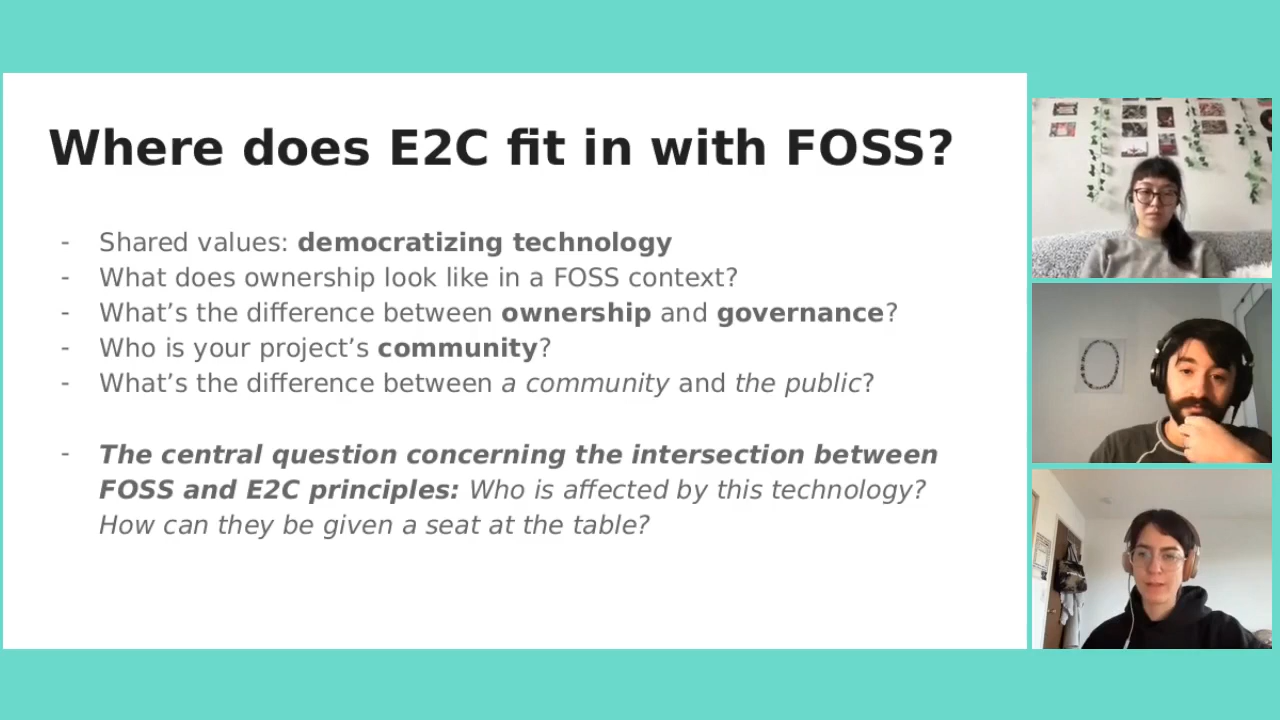 Where does E2C fit in with FOSS?
- Shared values: democratizing technology
- What does ownership look like in a FOSS context?
- What’s the difference between ownership and governance?
- Who is your project’s community?
- What’s the difference between a community and the public?
- The central question concerning the intersection between
FOSS and E2C principles: Who is affected by this technology?
How can they be given a seat at the table?